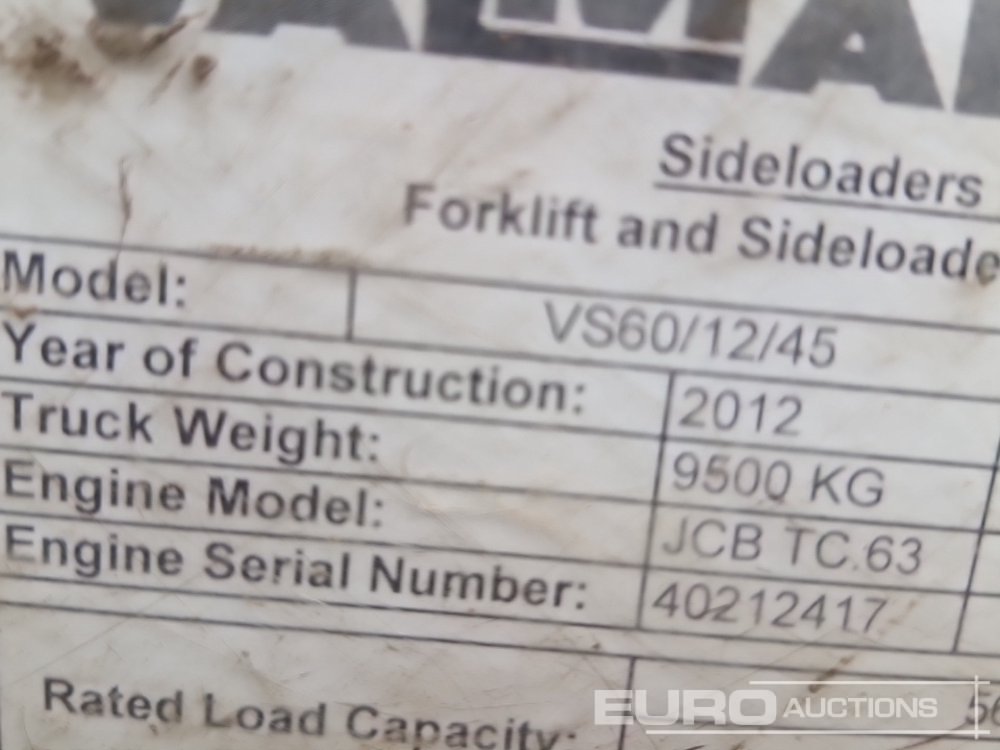 Sideloaders
Forklift and Sideloade
Model: VS60/12/45
Year of Construction: 2012
Truck Weight: 9500 KG
Engine Model: JCB TC.63
Engine Serial Number: 40212417
Rated Load Capacity:
EURO AUCTIONS